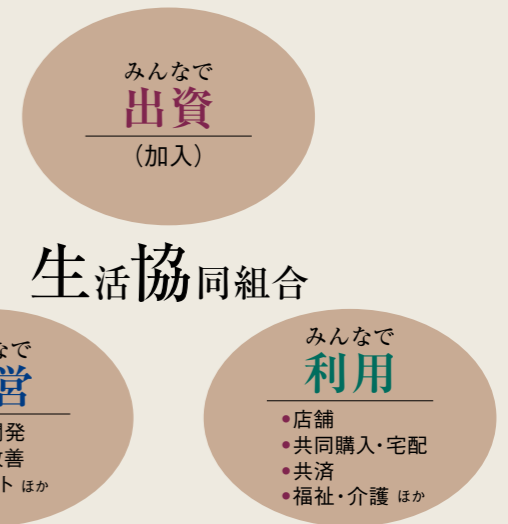 みんなで
出資
（加入）
生活協同組合
なで
営
発
善
ト ほか
みんなで
利用
•店舗
•共同購入・宅配
•共済
•福祉・介護 ほか